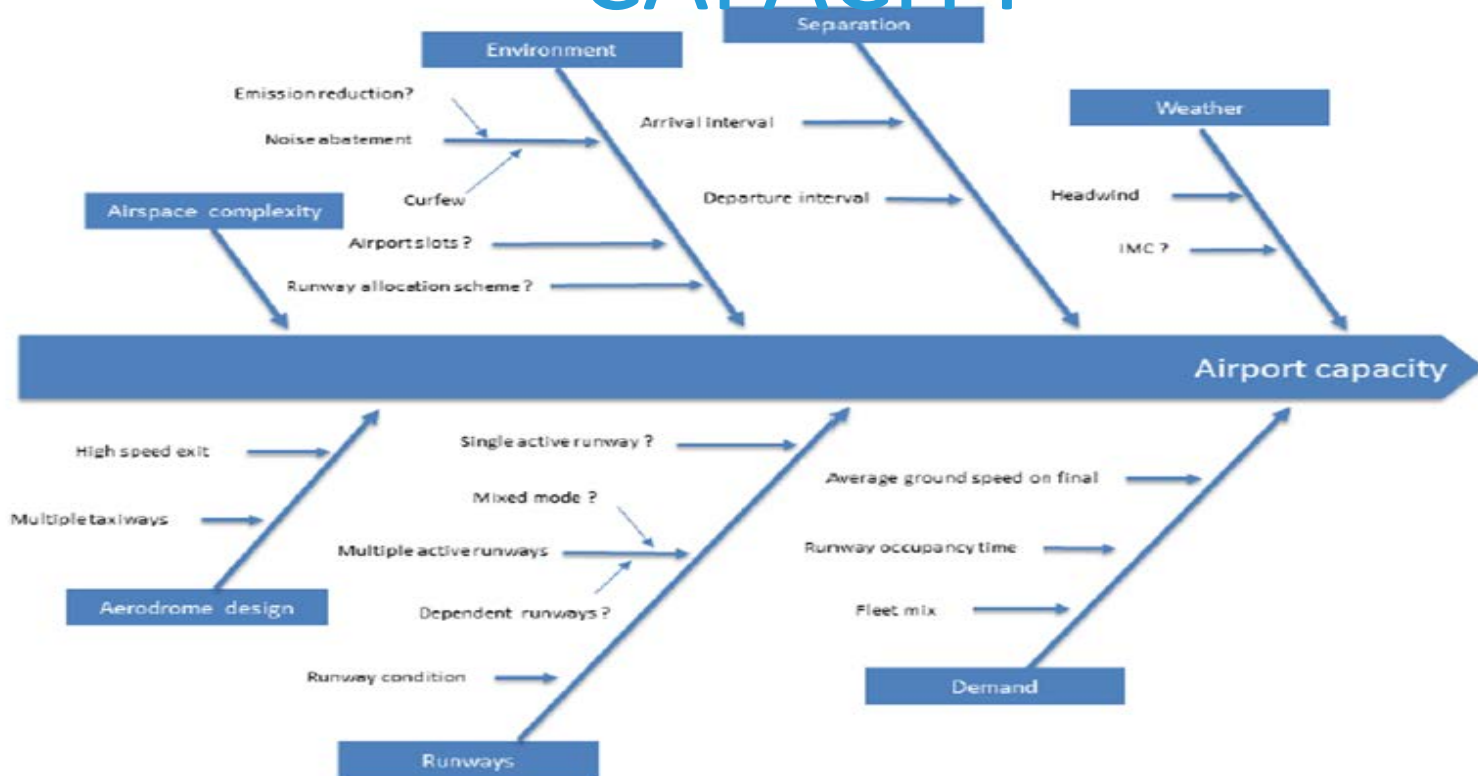 CAPACITY
Separation
Environment
Emission reduction?
Weather
Arrival interval
Noise abatement
Headwind
Departure interval
Curfew
Airspace complexity
Airport slots ?
IMC ?
Runway allocation scheme ?
Airport capacity
High speed exit
Single active runway ?
Average ground speed on final
Mixed mode ?
Multiple taxiways
Multiple active runways
Runway occupancy time
Aerodrome design
Dependent runways ?
Fleet mix
Runway condition
Demand
Runways